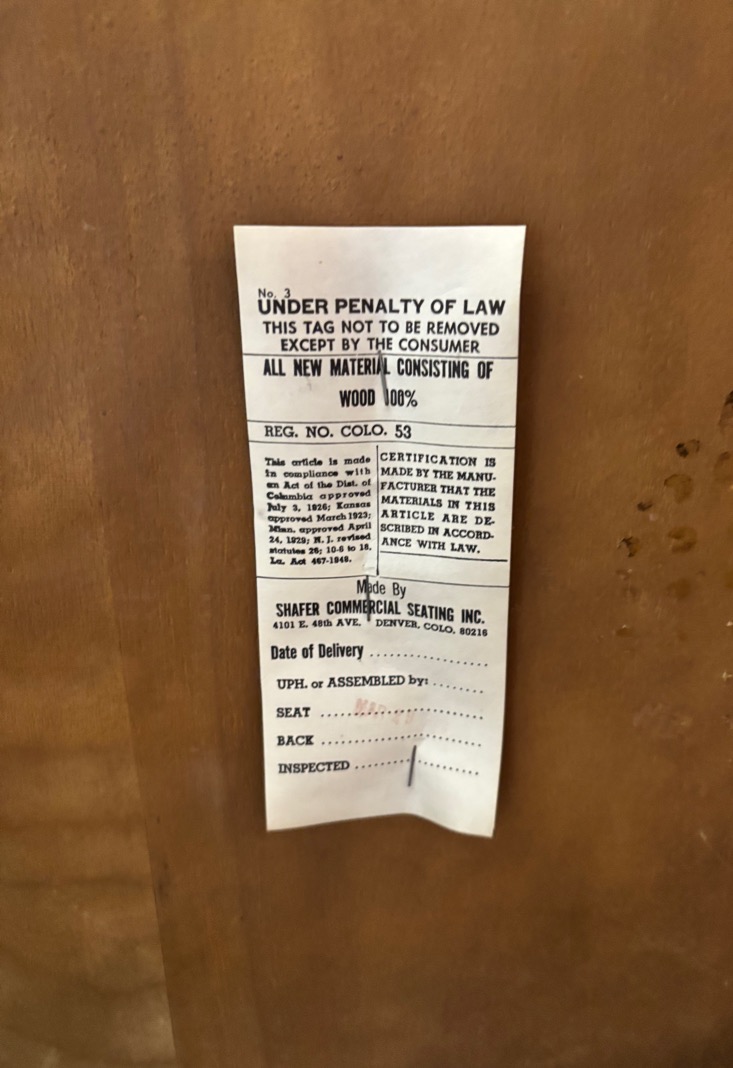 No. 3
UNDER PENALTY OF LAW
THIS TAG NOT TO BE REMOVED
EXCEPT BY THE CONSUMER
ALL NEW MATERIAL CONSISTING OF
WOOD 100%
REG. NO. COLO. 53
This article is made
in compliance with
an Act of the Dist. of
Columbia approved
July 3, 1926; Kansas
approved March 1923;
Minn. approved April
24, 1929; N. J. revised
statutes 26; 10-6 to 18.
La. Act 467-1948.
CERTIFICATION IS
MADE BY THE MANU-
FACTURER THAT THE
MATERIALS IN THIS
ARTICLE ARE DE-
SCRIBED IN ACCORD-
ANCE WITH LAW.
Made By
SHAFER COMMERCIAL SEATING INC.
4101 E. 48th AVE. DENVER, COLO. 80216
Date of Delivery
UPH. or ASSEMBLED by:
SEAT
BACK
INSPECTED